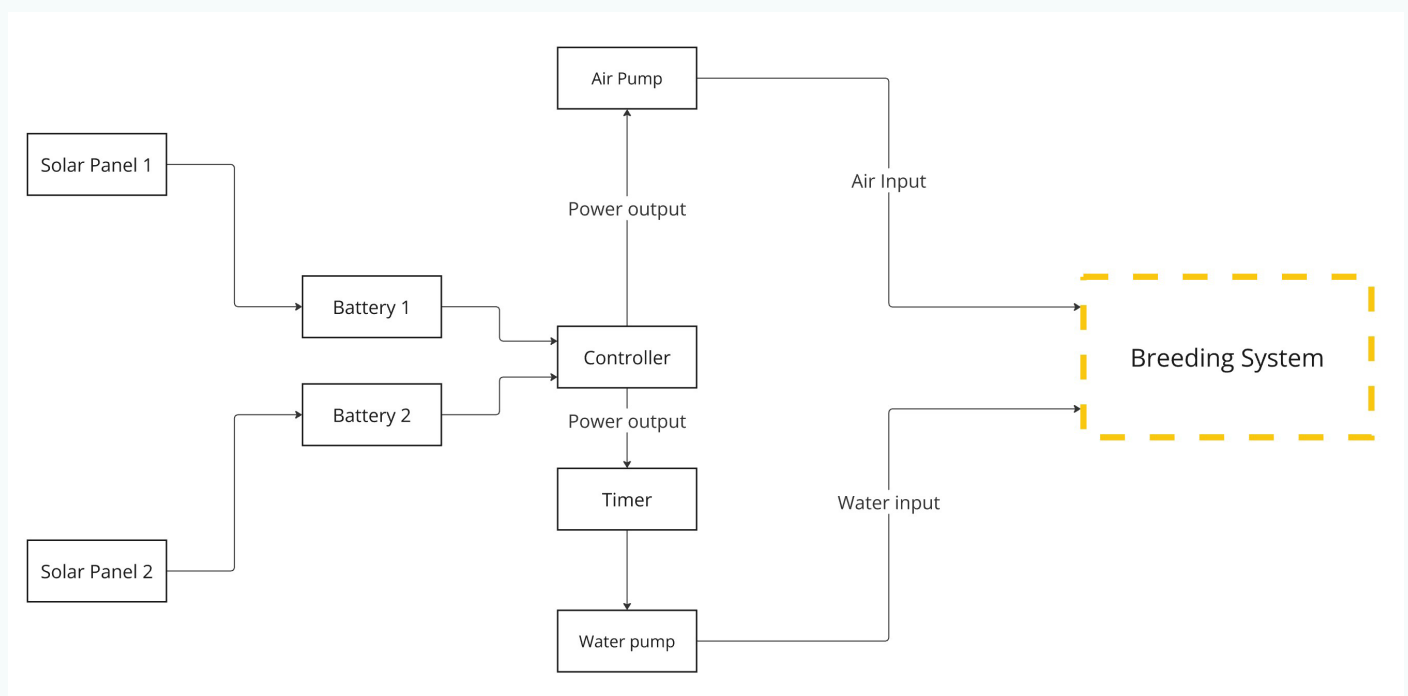 Air Pump
Solar Panel 1
Air Input
Power output
Battery 1
Controller
Breeding System
Battery 2
Power output
Timer
Water input
Solar Panel 2
Water pump